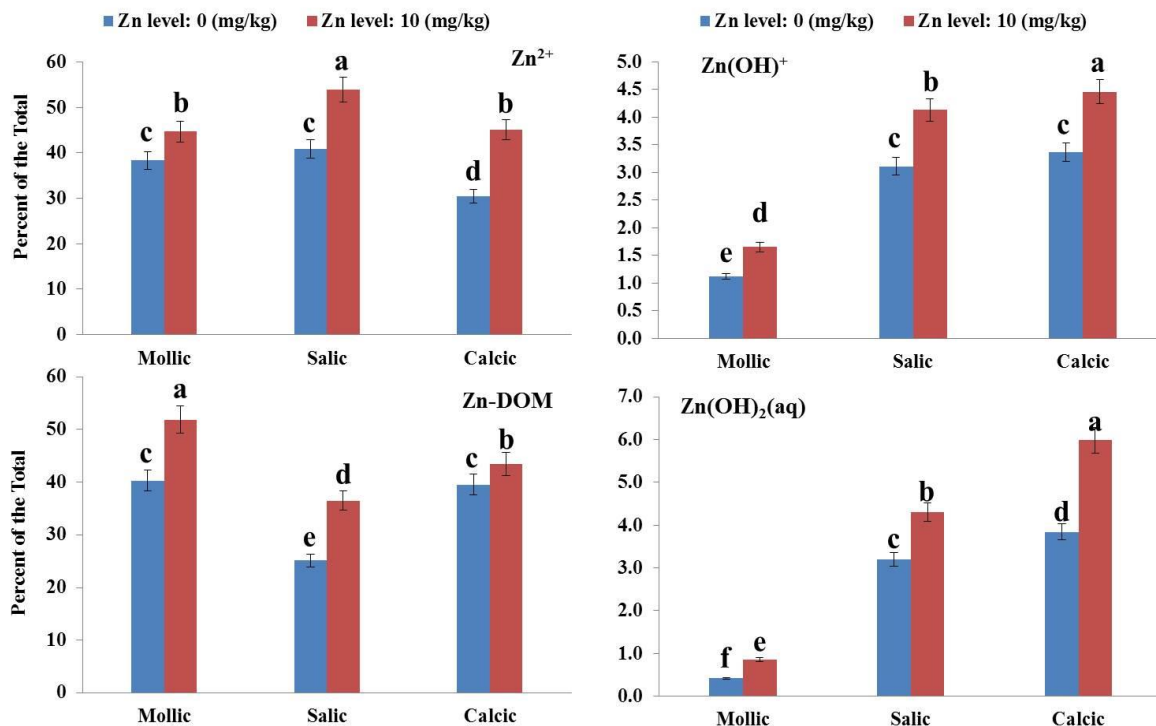 Zn level: 0 (mg/kg) Zn level: 10 (mg/kg)
Zn²⁺
Percent of the Total
60
50
40
30
20
10
0
c b c a d b
Mollic Salic Calcic
Zn level: 0 (mg/kg) Zn level: 10 (mg/kg)
Zn(OH)⁺
5.0
4.5
4.0
3.5
3.0
2.5
2.0
1.5
1.0
0.5
0.0
e d c b c a
Mollic Salic Calcic
Zn-DOM
Percent of the Total
60
50
40
30
20
10
0
c a e d c b
Mollic Salic Calcic
Zn(OH)₂(aq)
7.0
6.0
5.0
4.0
3.0
2.0
1.0
0.0
f e c b d a
Mollic Salic Calcic